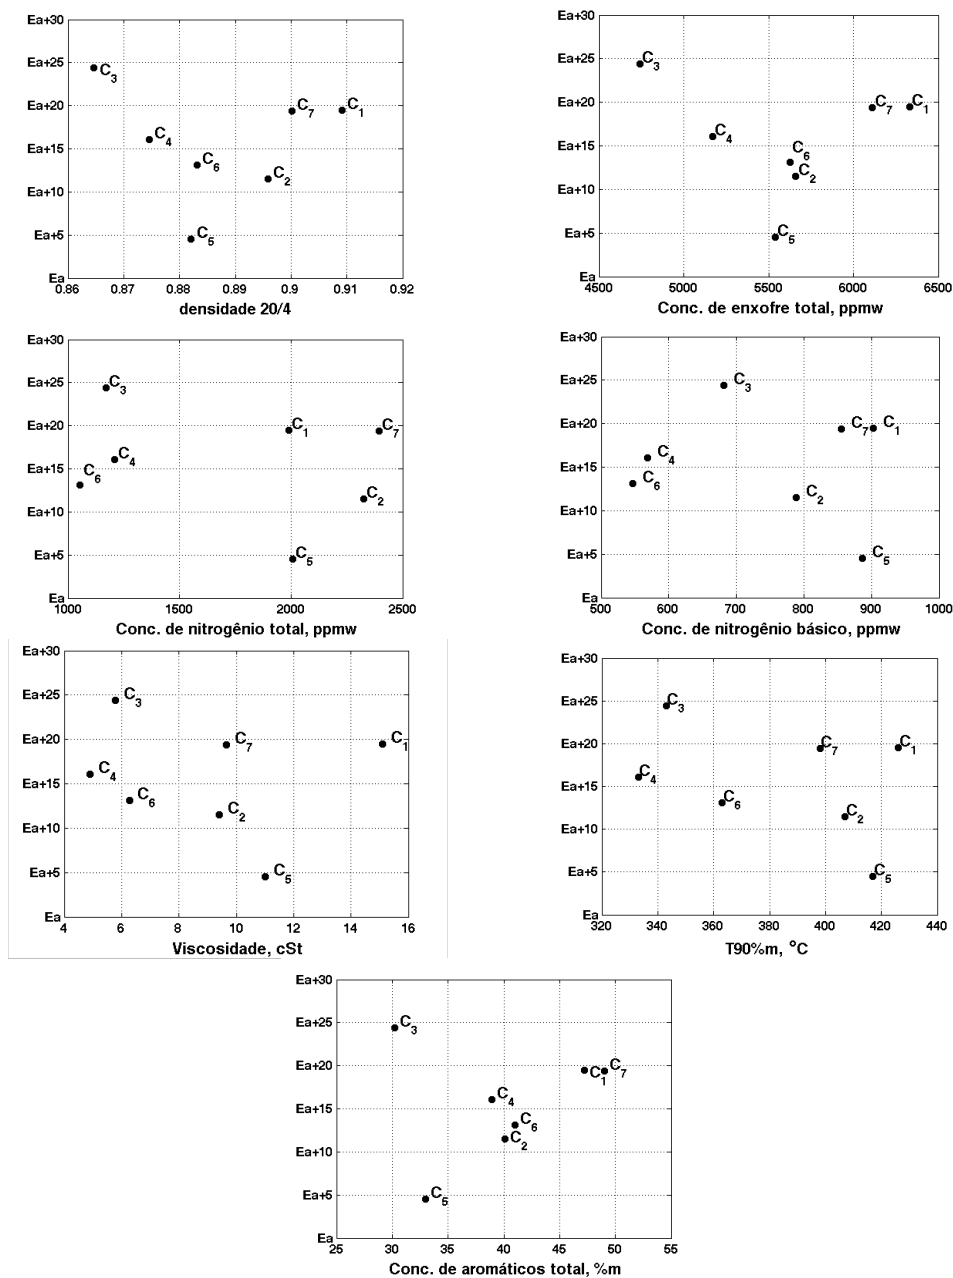 Ea+30
Ea+25
Ea+20
Ea+15
Ea+10
Ea+5
Ea
C3
C4
C6
C5
C2
C7
C1
0.86 0.87 0.88 0.89 0.9 0.91 0.92
densidade 20/4
Ea+30
Ea+25
Ea+20
Ea+15
Ea+10
Ea+5
Ea
C3
C4
C6
C2
C5
C7
C1
4500 5000 5500 6000 6500
Conc. de enxofre total, ppmw
Ea+30
Ea+25
Ea+20
Ea+15
Ea+10
Ea+5
Ea
C3
C4
C6
C1
C7
C2
C5
1000 1500 2000 2500
Conc. de nitrogênio total, ppmw
Ea+30
Ea+25
Ea+20
Ea+15
Ea+10
Ea+5
Ea
C3
C4
C6
C7
C1
C2
C5
500 600 700 800 900 1000
Conc. de nitrogênio básico, ppmw
Ea+30
Ea+25
Ea+20
Ea+15
Ea+10
Ea+5
Ea
C3
C4
C6
C7
C1
C2
C5
4 6 8 10 12 14 16
Viscosidade, cSt
Ea+30
Ea+25
Ea+20
Ea+15
Ea+10
Ea+5
Ea
C3
C4
C6
C7
C1
C2
C5
320 340 360 380 400 420 440
T90%m, °C
Ea+30
Ea+25
Ea+20
Ea+15
Ea+10
Ea+5
Ea
C3
C1
C7
C4
C6
C2
C5
25 30 35 40 45 50 55
Conc. de aromáticos total, %m